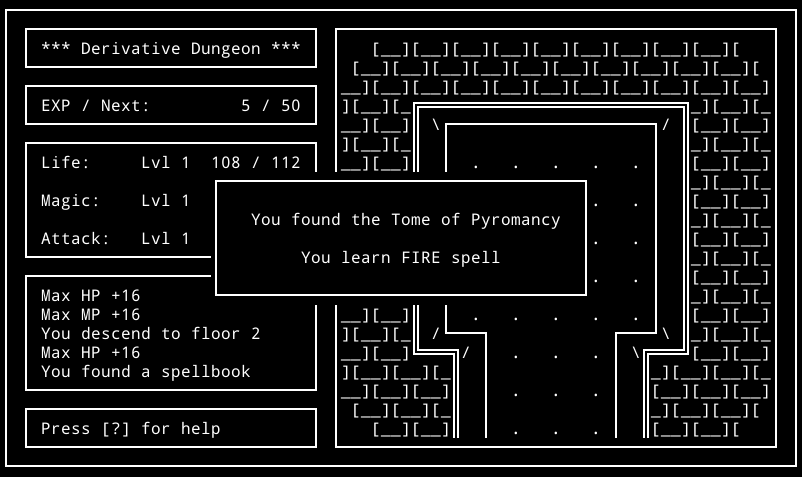 *** Derivative Dungeon ***
EXP / Next: 5 / 50
Life: Lvl 1 108 / 112
Magic: Lvl 1
Attack: Lvl 1
You found the Tome of Pyromancy
You learn FIRE spell
Max HP +16
Max MP +16
You descend to floor 2
Max HP +16
You found a spellbook
Press [?] for help